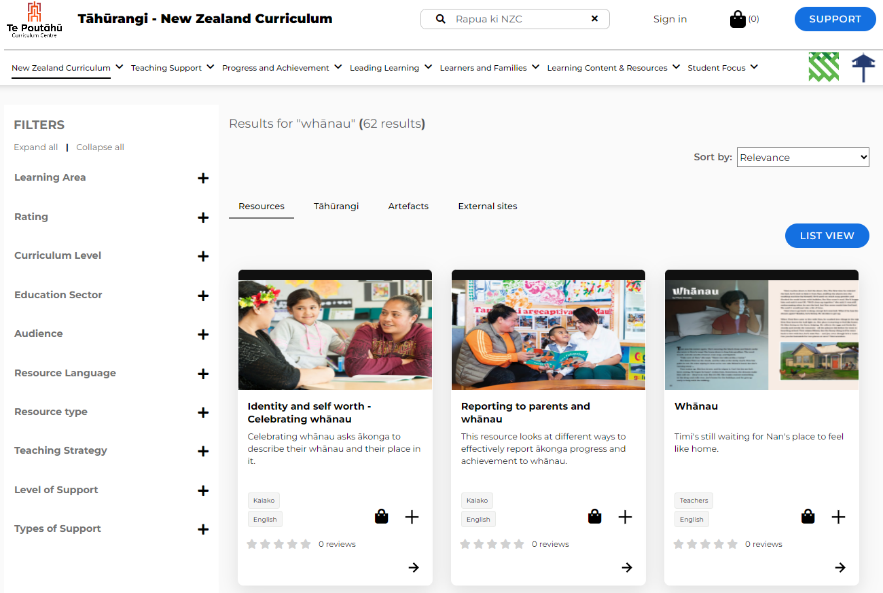 Te Poutāhū
Curriculum Centre
Tāhūrangi - New Zealand Curriculum
Rapua ki NZC
Sign in
(0)
SUPPORT
New Zealand Curriculum
Teaching Support
Progress and Achievement
Leading Learning
Learners and Families
Learning Content & Resources
Student Focus
FILTERS
Expand all | Collapse all
Learning Area
Rating
Curriculum Level
Education Sector
Audience
Resource Language
Resource type
Teaching Strategy
Level of Support
Types of Support
Results for "whānau" (62 results)
Sort by: Relevance
Resources
Tāhūrangi
Artefacts
External sites
LIST VIEW
Identity and self worth -
Celebrating whānau
Celebrating whānau asks ākonga to
describe their whānau and their place in
it.
Kaiako
English
0 reviews
Reporting to parents and
whānau
This resource looks at different ways to
effectively report ākonga progress and
achievement to whānau.
Kaiako
English
0 reviews
Whānau
Whānau
Timi's still waiting for Nan's place to feel
like home.
Teachers
English
0 reviews